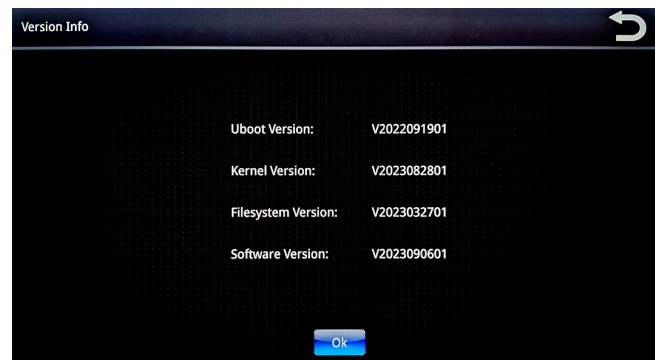 Version Info
Uboot Version: V2022091901
Kernel Version: V2023082801
Filesystem Version: V2023032701
Software Version: V2023090601
Ok